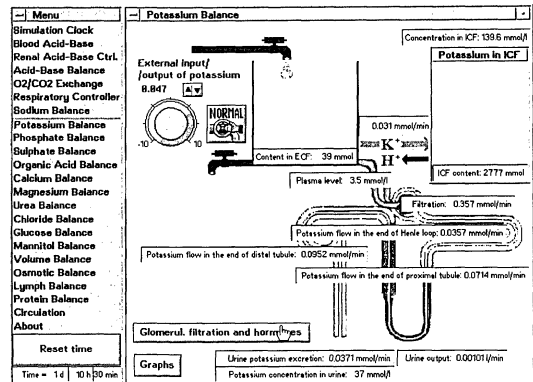 Menu
Simulation Clock
Blood Acid-Base
Renal Acid-Base Ctrl.
Acid-Base Balance
O2/CO2 Exchange
Respiratory Controller
Sodium Balance
Potassium Balance
Phosphate Balance
Sulphate Balance
Organic Acid Balance
Calcium Balance
Magnesium Balance
Urea Balance
Chloride Balance
Glucose Balance
Mannitol Balance
Volume Balance
Osmotic Balance
Lymph Balance
Protein Balance
Circulation
About
Reset time
Time = 1 d 10 h 30 min
Potassium Balance
Concentration in ICF: 139.6 mmol/l
Potassium in ICF
External input/
/output of potassium
0.047
NORMAL
-10 10
0.031 mmol/min
K+
H+
Content in ECF: 39 mmol
ICF content: 2777 mmol
Plasma level: 3.5 mmol/l
Filtration: 0.357 mmol/min
Potassium flow in the end of Henle loop: 0.0357 mmol/min
Potassium flow in the end of distal tubule: 0.0952 mmol/min
Potassium flow in the end of proximal tubule: 0.0714 mmol/min
Glomerul. filtration and hormones
Graphs
Urine potassium excretion: 0.0371 mmol/min
Urine output: 0.00101 l/min
Potassium concentration in urine: 37 mmol/l